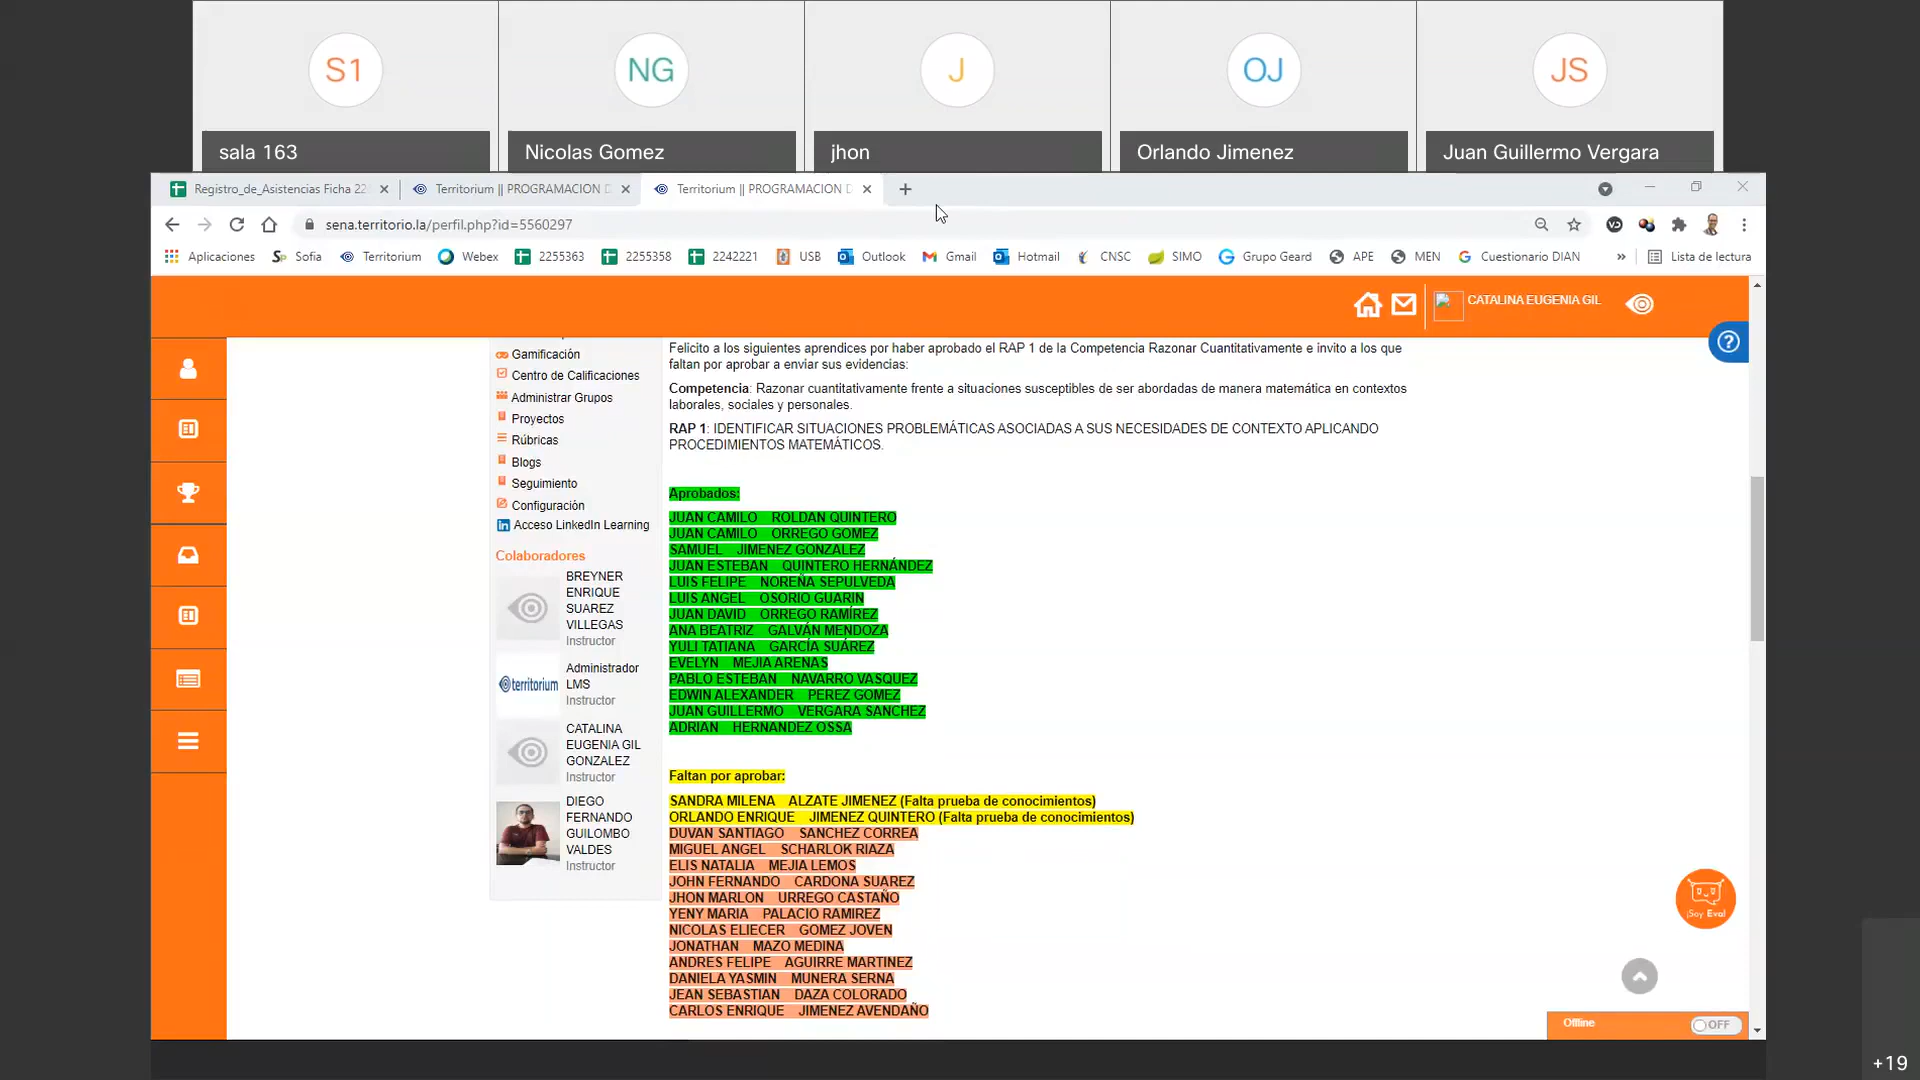 S1
NG
J
OJ
JS
sala 163
Nicolas Gomez
jhon
Orlando Jimenez
Juan Guillermo Vergara
Registro_de_Asistencias Ficha 22
Territorium || PROGRAMACION D
Territorium || PROGRAMACION D
sena.territorio.la/perfil.php?id=5560297
Aplicaciones
Sofia
Territorium
Webex
2255363
2255358
2242221
USB
Outlook
Gmail
Hotmail
CNSC
SIMO
Grupo Geard
APE
MEN
Cuestionario DIAN
»
Lista de lectura
CATALINA EUGENIA GIL
Gamificación
Centro de Calificaciones
Administrar Grupos
Proyectos
Rúbricas
Blogs
Seguimiento
Configuración
Acceso LinkedIn Learning
Colaboradores
BREYNER
ENRIQUE
SUAREZ
VILLEGAS
Instructor
territorium
Administrador
LMS
Instructor
CATALINA
EUGENIA GIL
GONZALEZ
Instructor
DIEGO
FERNANDO
GUILOMBO
VALDES
Instructor
Felicito a los siguientes aprendices por haber aprobado el RAP 1 de la Competencia Razonar Cuantitativamente e invito a los que
faltan por aprobar a enviar sus evidencias:
Competencia: Razonar cuantitativamente frente a situaciones susceptibles de ser abordadas de manera matemática en contextos
laborales, sociales y personales.
RAP 1: IDENTIFICAR SITUACIONES PROBLEMÁTICAS ASOCIADAS A SUS NECESIDADES DE CONTEXTO APLICANDO
PROCEDIMIENTOS MATEMÁTICOS.
Aprobados:
JUAN CAMILO ROLDAN QUINTERO
JUAN CAMILO ORREGO GOMEZ
SAMUEL JIMENEZ GONZALEZ
JUAN ESTEBAN QUINTERO HERNÁNDEZ
LUIS FELIPE NOREÑA SEPULVEDA
LUIS ANGEL OSORIO GUARIN
JUAN DAVID ORREGO RAMÍREZ
ANA BEATRIZ GALVÁN MENDOZA
YULI TATIANA GARCÍA SUÁREZ
EVELYN MEJIA ARENAS
PABLO ESTEBAN NAVARRO VASQUEZ
EDWIN ALEXANDER PEREZ GOMEZ
JUAN GUILLERMO VERGARA SANCHEZ
ADRIAN HERNANDEZ OSSA
Faltan por aprobar:
SANDRA MILENA ALZATE JIMENEZ (Falta prueba de conocimientos)
ORLANDO ENRIQUE JIMENEZ QUINTERO (Falta prueba de conocimientos)
DUVAN SANTIAGO SANCHEZ CORREA
MIGUEL ANGEL SCHARLOK RIAZA
ELIS NATALIA MEJIA LEMOS
JOHN FERNANDO CARDONA SUAREZ
JHON MARLON URREGO CASTAÑO
YENY MARIA PALACIO RAMIREZ
NICOLAS ELIECER GOMEZ JOVEN
JONATHAN MAZO MEDINA
ANDRES FELIPE AGUIRRE MARTINEZ
DANIELA YASMIN MUNERA SERNA
JEAN SEBASTIAN DAZA COLORADO
CARLOS ENRIQUE JIMENEZ AVENDAÑO
¡Soy Eva!
Offline
OFF
+19